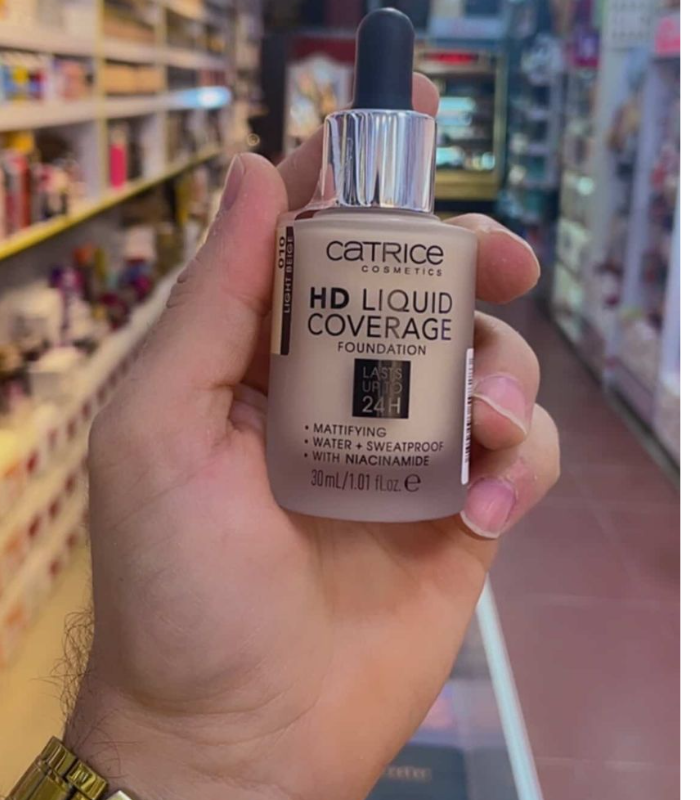 CATRICE
COSMETICS
HD LIQUID
COVERAGE
FOUNDATION
LASTS
UP TO
24H
• MATTIFYING
• WATER + SWEATPROOF
• WITH NIACINAMIDE
30mL/1.01 fl.oz. ℮
010
LIGHT BEIGE